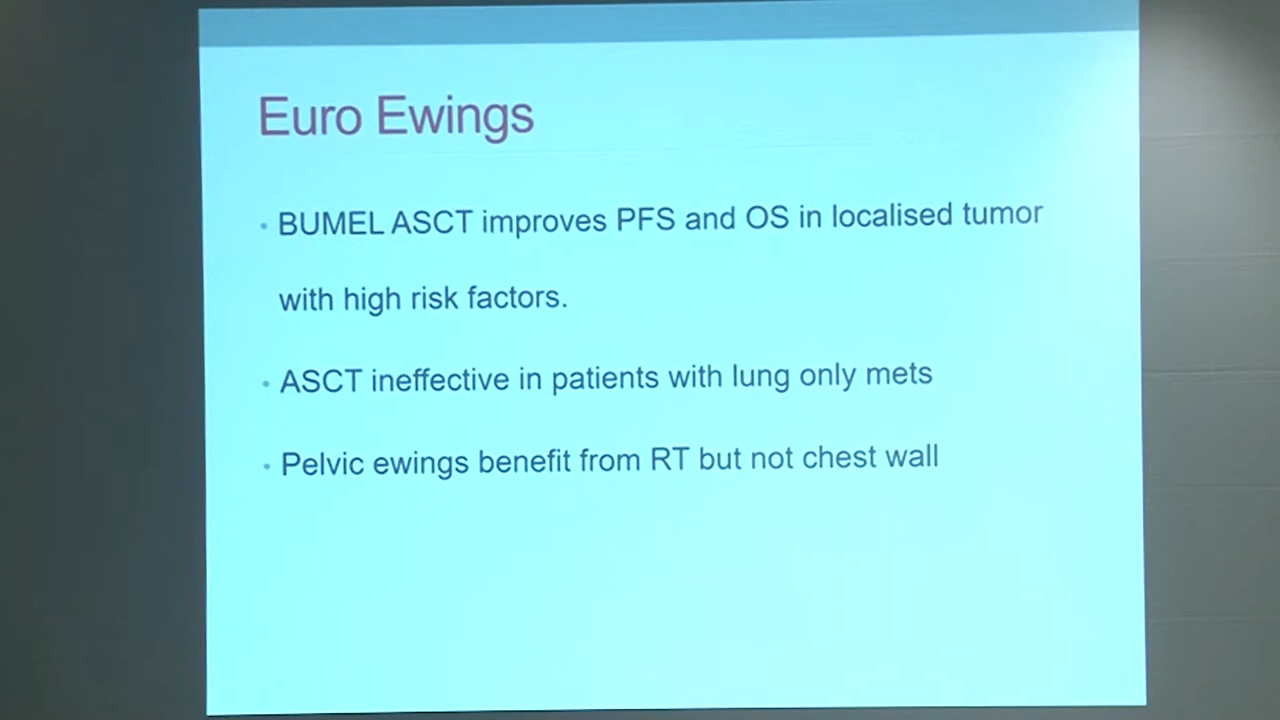 Euro Ewings
• BUMEL ASCT improves PFS and OS in localised tumor
with high risk factors.
• ASCT ineffective in patients with lung only mets
• Pelvic ewings benefit from RT but not chest wall